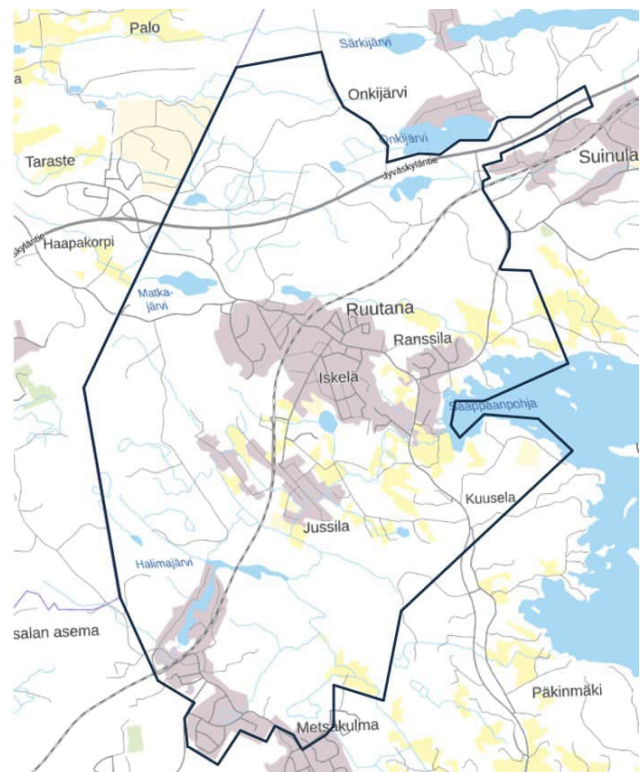 Palo
Särkijärvi
a
Onkijärvi
Onkijärvi
Suinula
Taraste
Jyväskyläntie
skyläntie
Haapakorpi
Matka-
järvi
Ruutana
Ranssila
Iskelä
Saappaanpohja
Kuusela
Jussila
Halimajärvi
salan asema
Päkinmäki
Metsäkulma